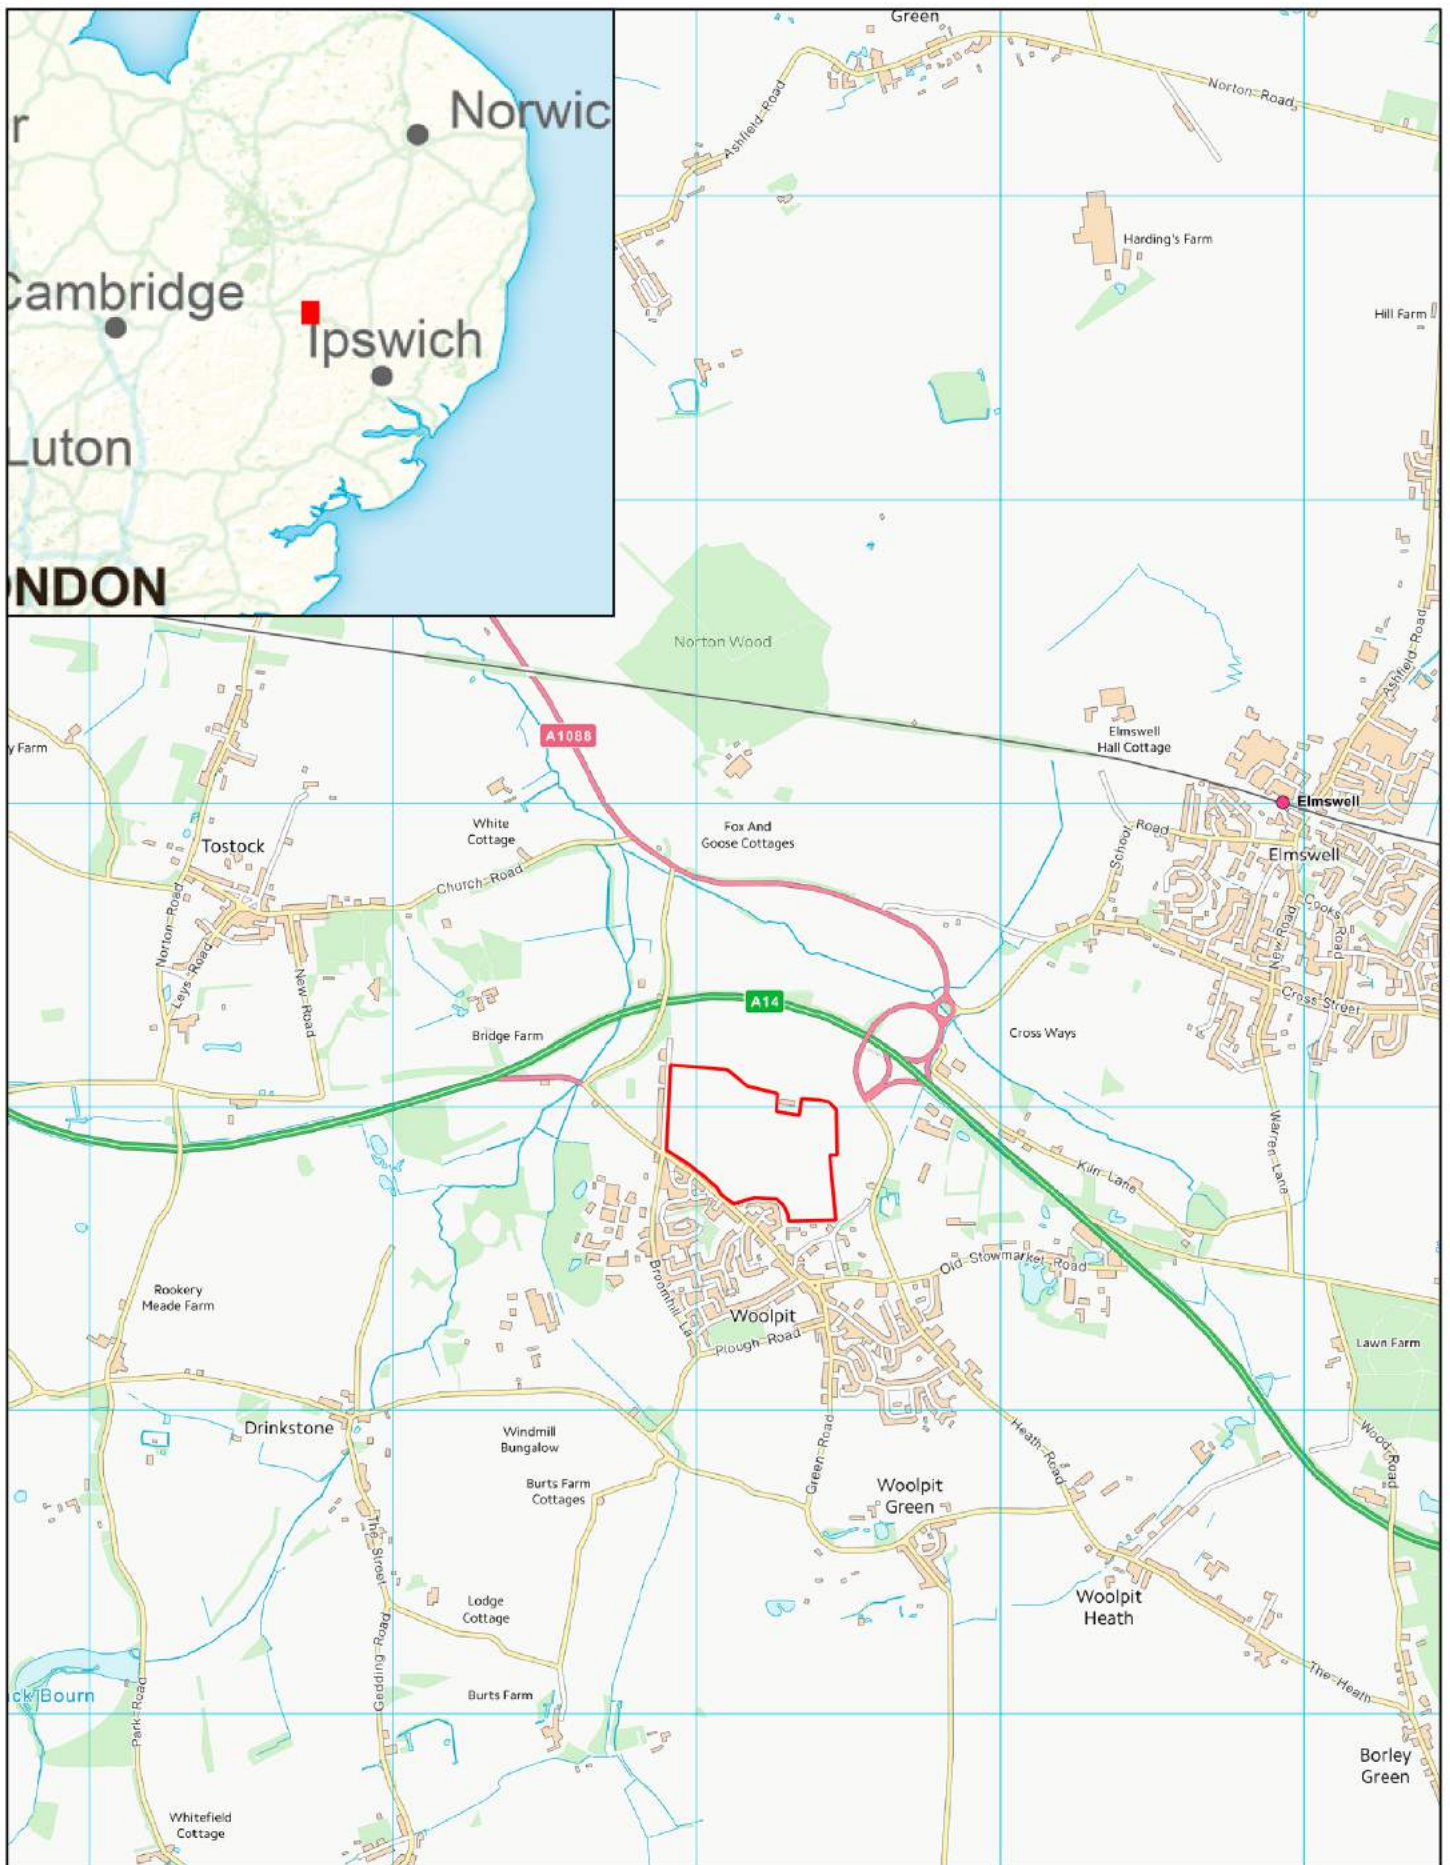 Green
Norton Road
Ashfield Road
r
Norwic
Cambridge
Ipswich
Luton
ONDON
Harding's Farm
Hill Farm
Norton Wood
Ashfield Road
A1088
Elmswell
Hall Cottage
y Farm
Elmswell
White
Cottage
Fox And
Goose Cottages
School Road
Tostock
Elmswell
Church Road
Norton Road
Leys Road
New Road
New Road
Cooks Road
Cross Street
A14
Bridge Farm
Cross Ways
Warren Lane
Kiln Lane
Old Stowmarket Road
Broomhill La
Rookery
Meade Farm
Woolpit
Plough Road
Lawn Farm
Drinkstone
Windmill
Bungalow
Green Road
Heath Road
Wood Road
Burts Farm
Cottages
Woolpit
Green
The Street
Lodge
Cottage
Woolpit
Heath
Gedding Road
The Heath
ck Bourn
Park Road
Burts Farm
Borley
Green
Whitefield
Cottage